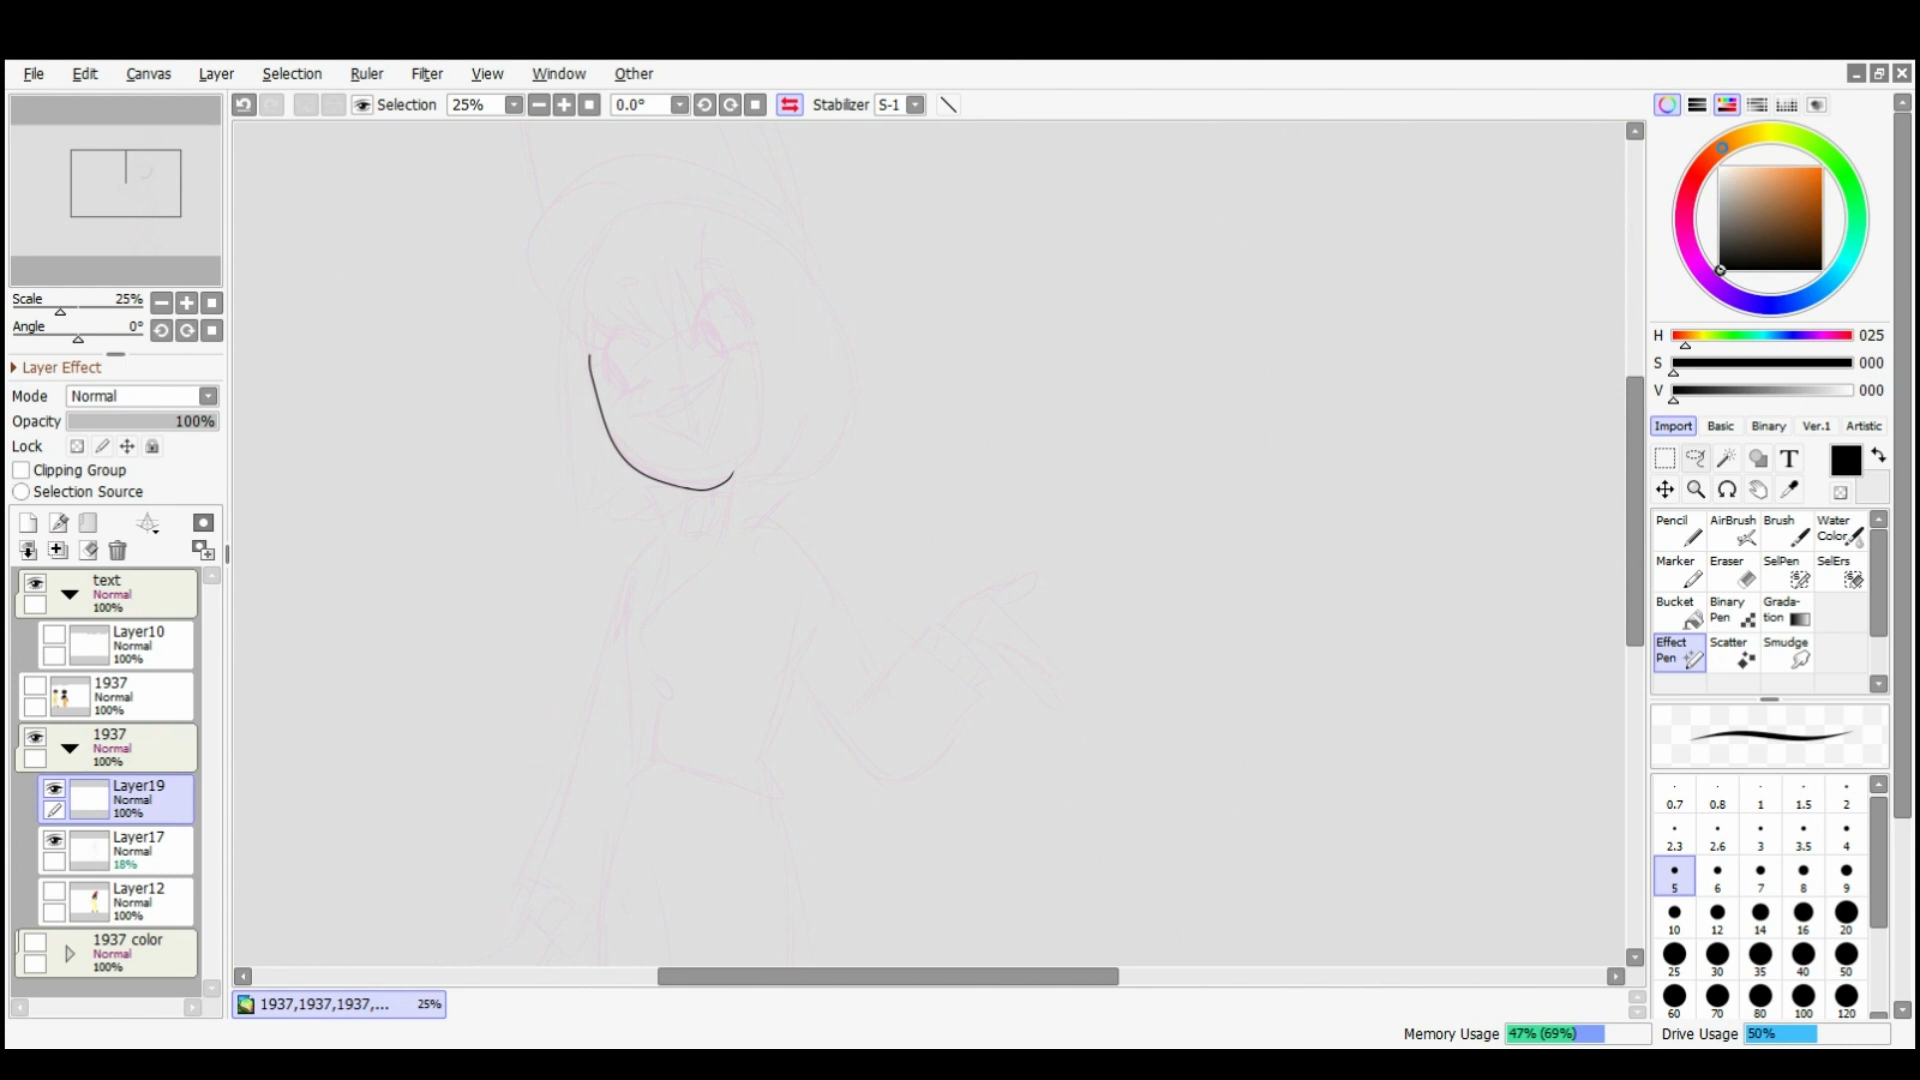 File Edit Canvas Layer Selection Ruler Filter View Window Other
Selection 25% 0.0° Stabilizer S-1
Scale 25%
Angle 0°
Layer Effect
Mode Normal
Opacity 100%
Lock
Clipping Group
Selection Source
text
Normal
100%
Layer10
Normal
100%
1937
Normal
100%
1937
Normal
100%
Layer19
Normal
100%
Layer17
Normal
18%
Layer12
Normal
100%
1937 color
Normal
100%
1937,1937,1937,... 25%
H 025
S 000
V 000
Import Basic Binary Ver.1 Artistic
T
Pencil AirBrush Brush Water Color
Marker Eraser SelPen SelErs
Bucket Binary Pen Grada-tion
Effect Pen Scatter Smudge
0.7 0.8 1 1.5 2
2.3 2.6 3 3.5 4
5 6 7 8 9
10 12 14 16 20
25 30 35 40 50
60 70 80 100 120
Memory Usage 47% (69%) Drive Usage 50%